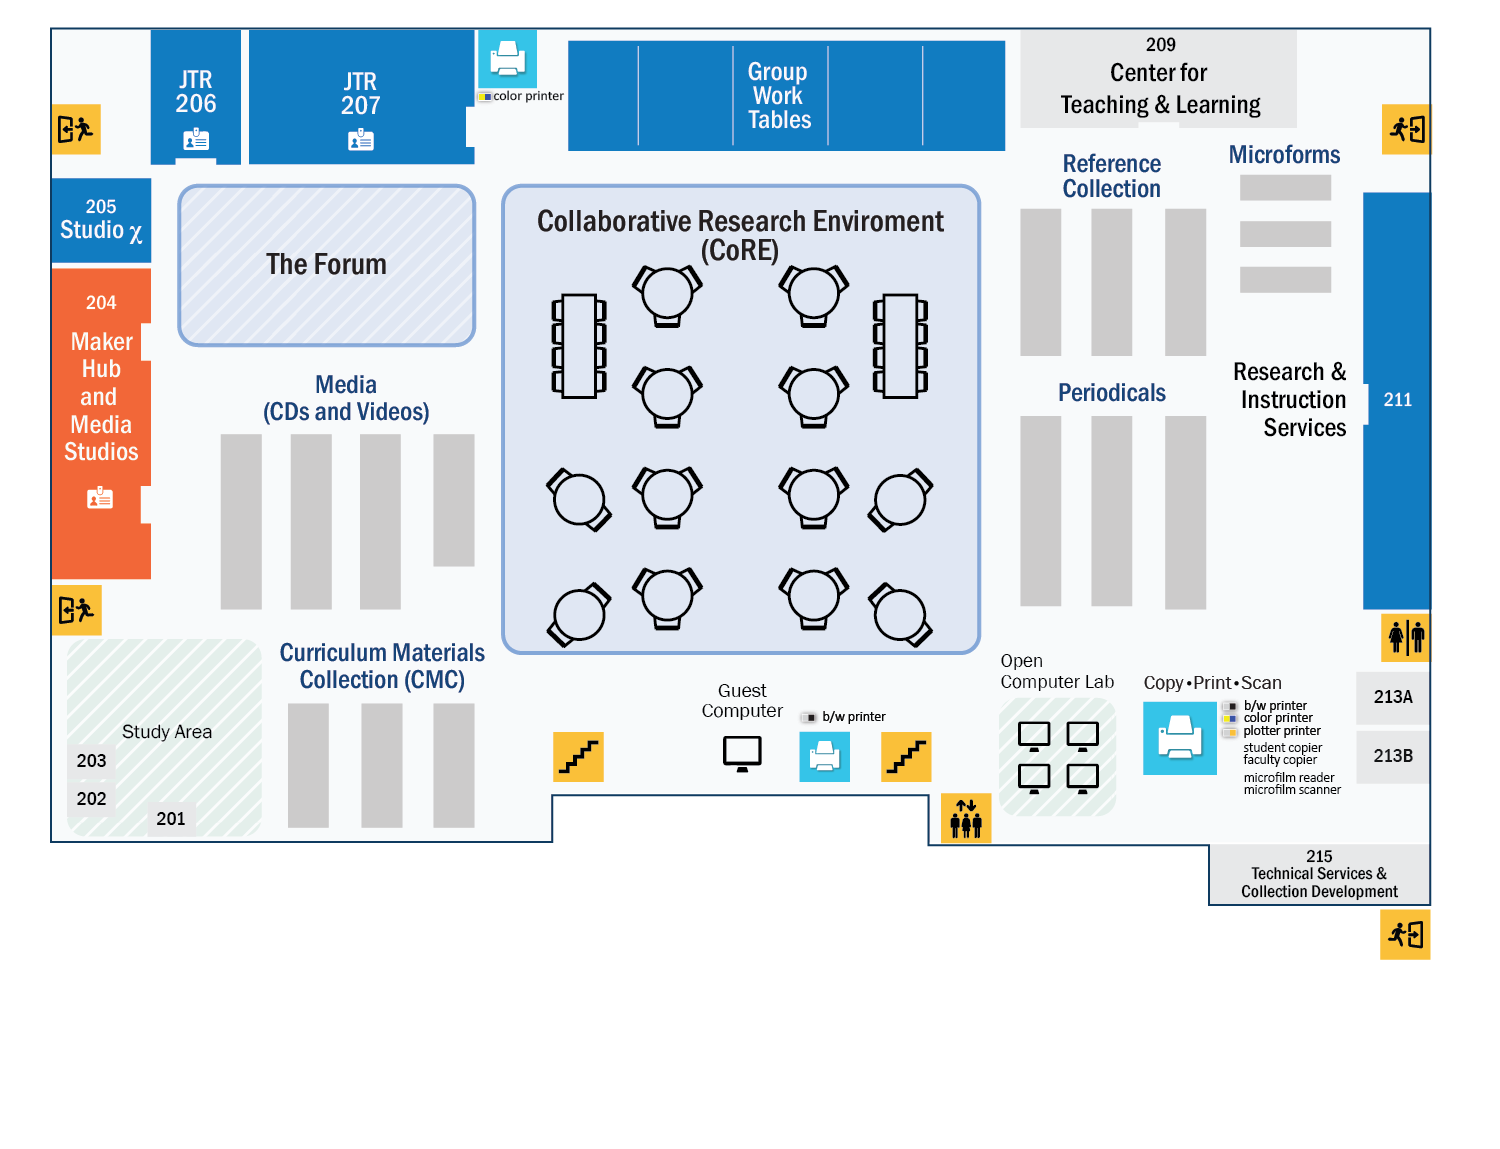 JTR
206
JTR
207
color printer
Group
Work
Tables
209
Center for
Teaching & Learning
205
Studio χ
The Forum
Collaborative Research Enviroment
(CoRE)
Reference
Collection
Microforms
204
Maker
Hub
and
Media
Studios
Media
(CDs and Videos)
Periodicals
Research &
Instruction
Services
211
Curriculum Materials
Collection (CMC)
Study Area
203
202
201
Guest
Computer
b/w printer
Open
Computer Lab
Copy•Print•Scan
b/w printer
color printer
plotter printer
student copier
faculty copier
microfilm reader
microfilm scanner
213A
213B
215
Technical Services &
Collection Development